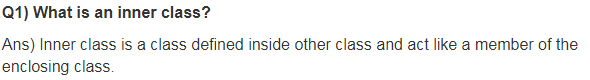 Q1) What is an inner class?
Ans) Inner class is a class defined inside other class and act like a member of the
enclosing class.